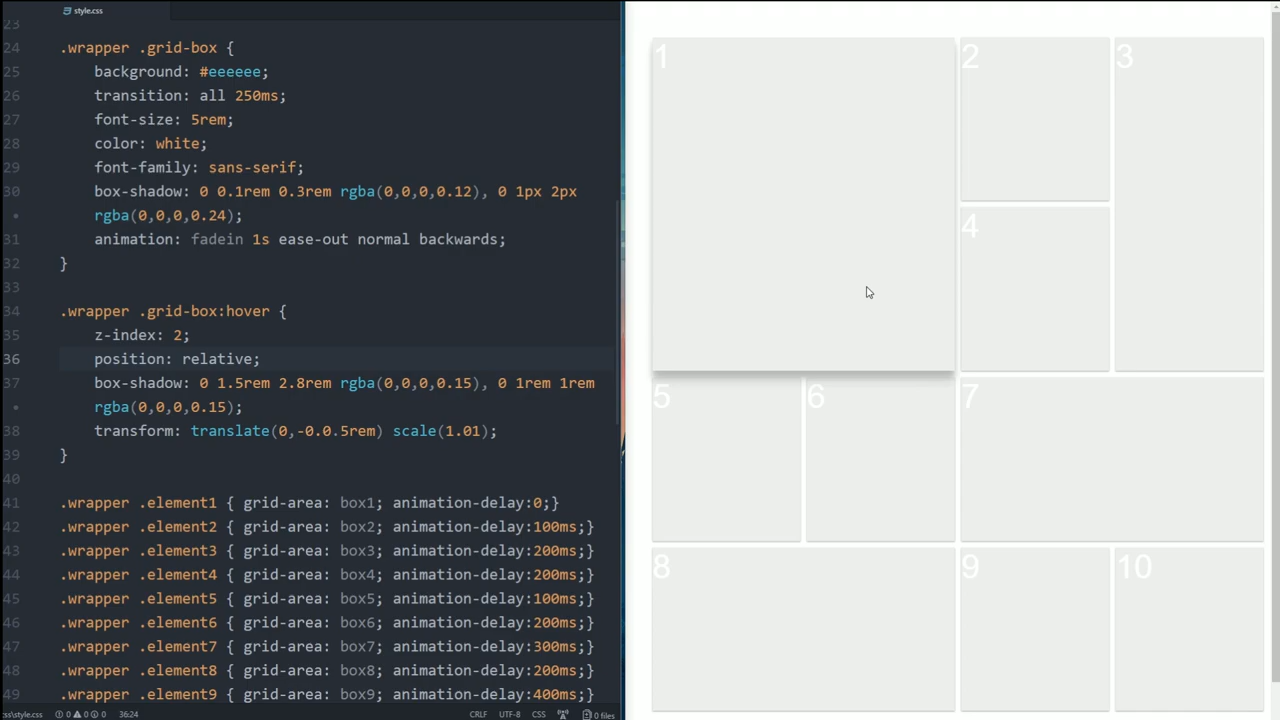 style.css
23
24 .wrapper .grid-box {
25 background: #eeeeee;
26 transition: all 250ms;
27 font-size: 5rem;
28 color: white;
29 font-family: sans-serif;
30 box-shadow: 0 0.1rem 0.3rem rgba(0,0,0,0.12), 0 1px 2px
• rgba(0,0,0,0.24);
31 animation: fadein 1s ease-out normal backwards;
32 }
33
34 .wrapper .grid-box:hover {
35 z-index: 2;
36 position: relative;
37 box-shadow: 0 1.5rem 2.8rem rgba(0,0,0,0.15), 0 1rem 1rem
• rgba(0,0,0,0.15);
38 transform: translate(0,-0.0.5rem) scale(1.01);
39 }
40
41 .wrapper .element1 { grid-area: box1; animation-delay:0;}
42 .wrapper .element2 { grid-area: box2; animation-delay:100ms;}
43 .wrapper .element3 { grid-area: box3; animation-delay:200ms;}
44 .wrapper .element4 { grid-area: box4; animation-delay:200ms;}
45 .wrapper .element5 { grid-area: box5; animation-delay:100ms;}
46 .wrapper .element6 { grid-area: box6; animation-delay:200ms;}
47 .wrapper .element7 { grid-area: box7; animation-delay:300ms;}
48 .wrapper .element8 { grid-area: box8; animation-delay:200ms;}
49 .wrapper .element9 { grid-area: box9; animation-delay:400ms;}
css\style.css 0 0 0 36:24 CRLF UTF-8 CSS 0 files
1
2
3
4
5
6
7
8
9
10